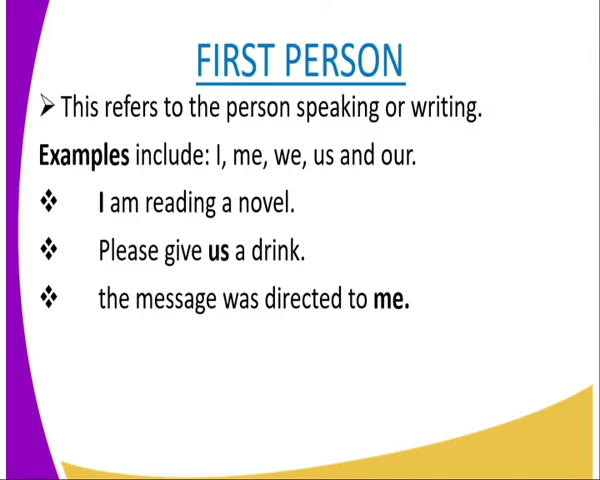 FIRST PERSON
➢ This refers to the person speaking or writing.
Examples include: I, me, we, us and our.
❖ I am reading a novel.
❖ Please give us a drink.
❖ the message was directed to me.